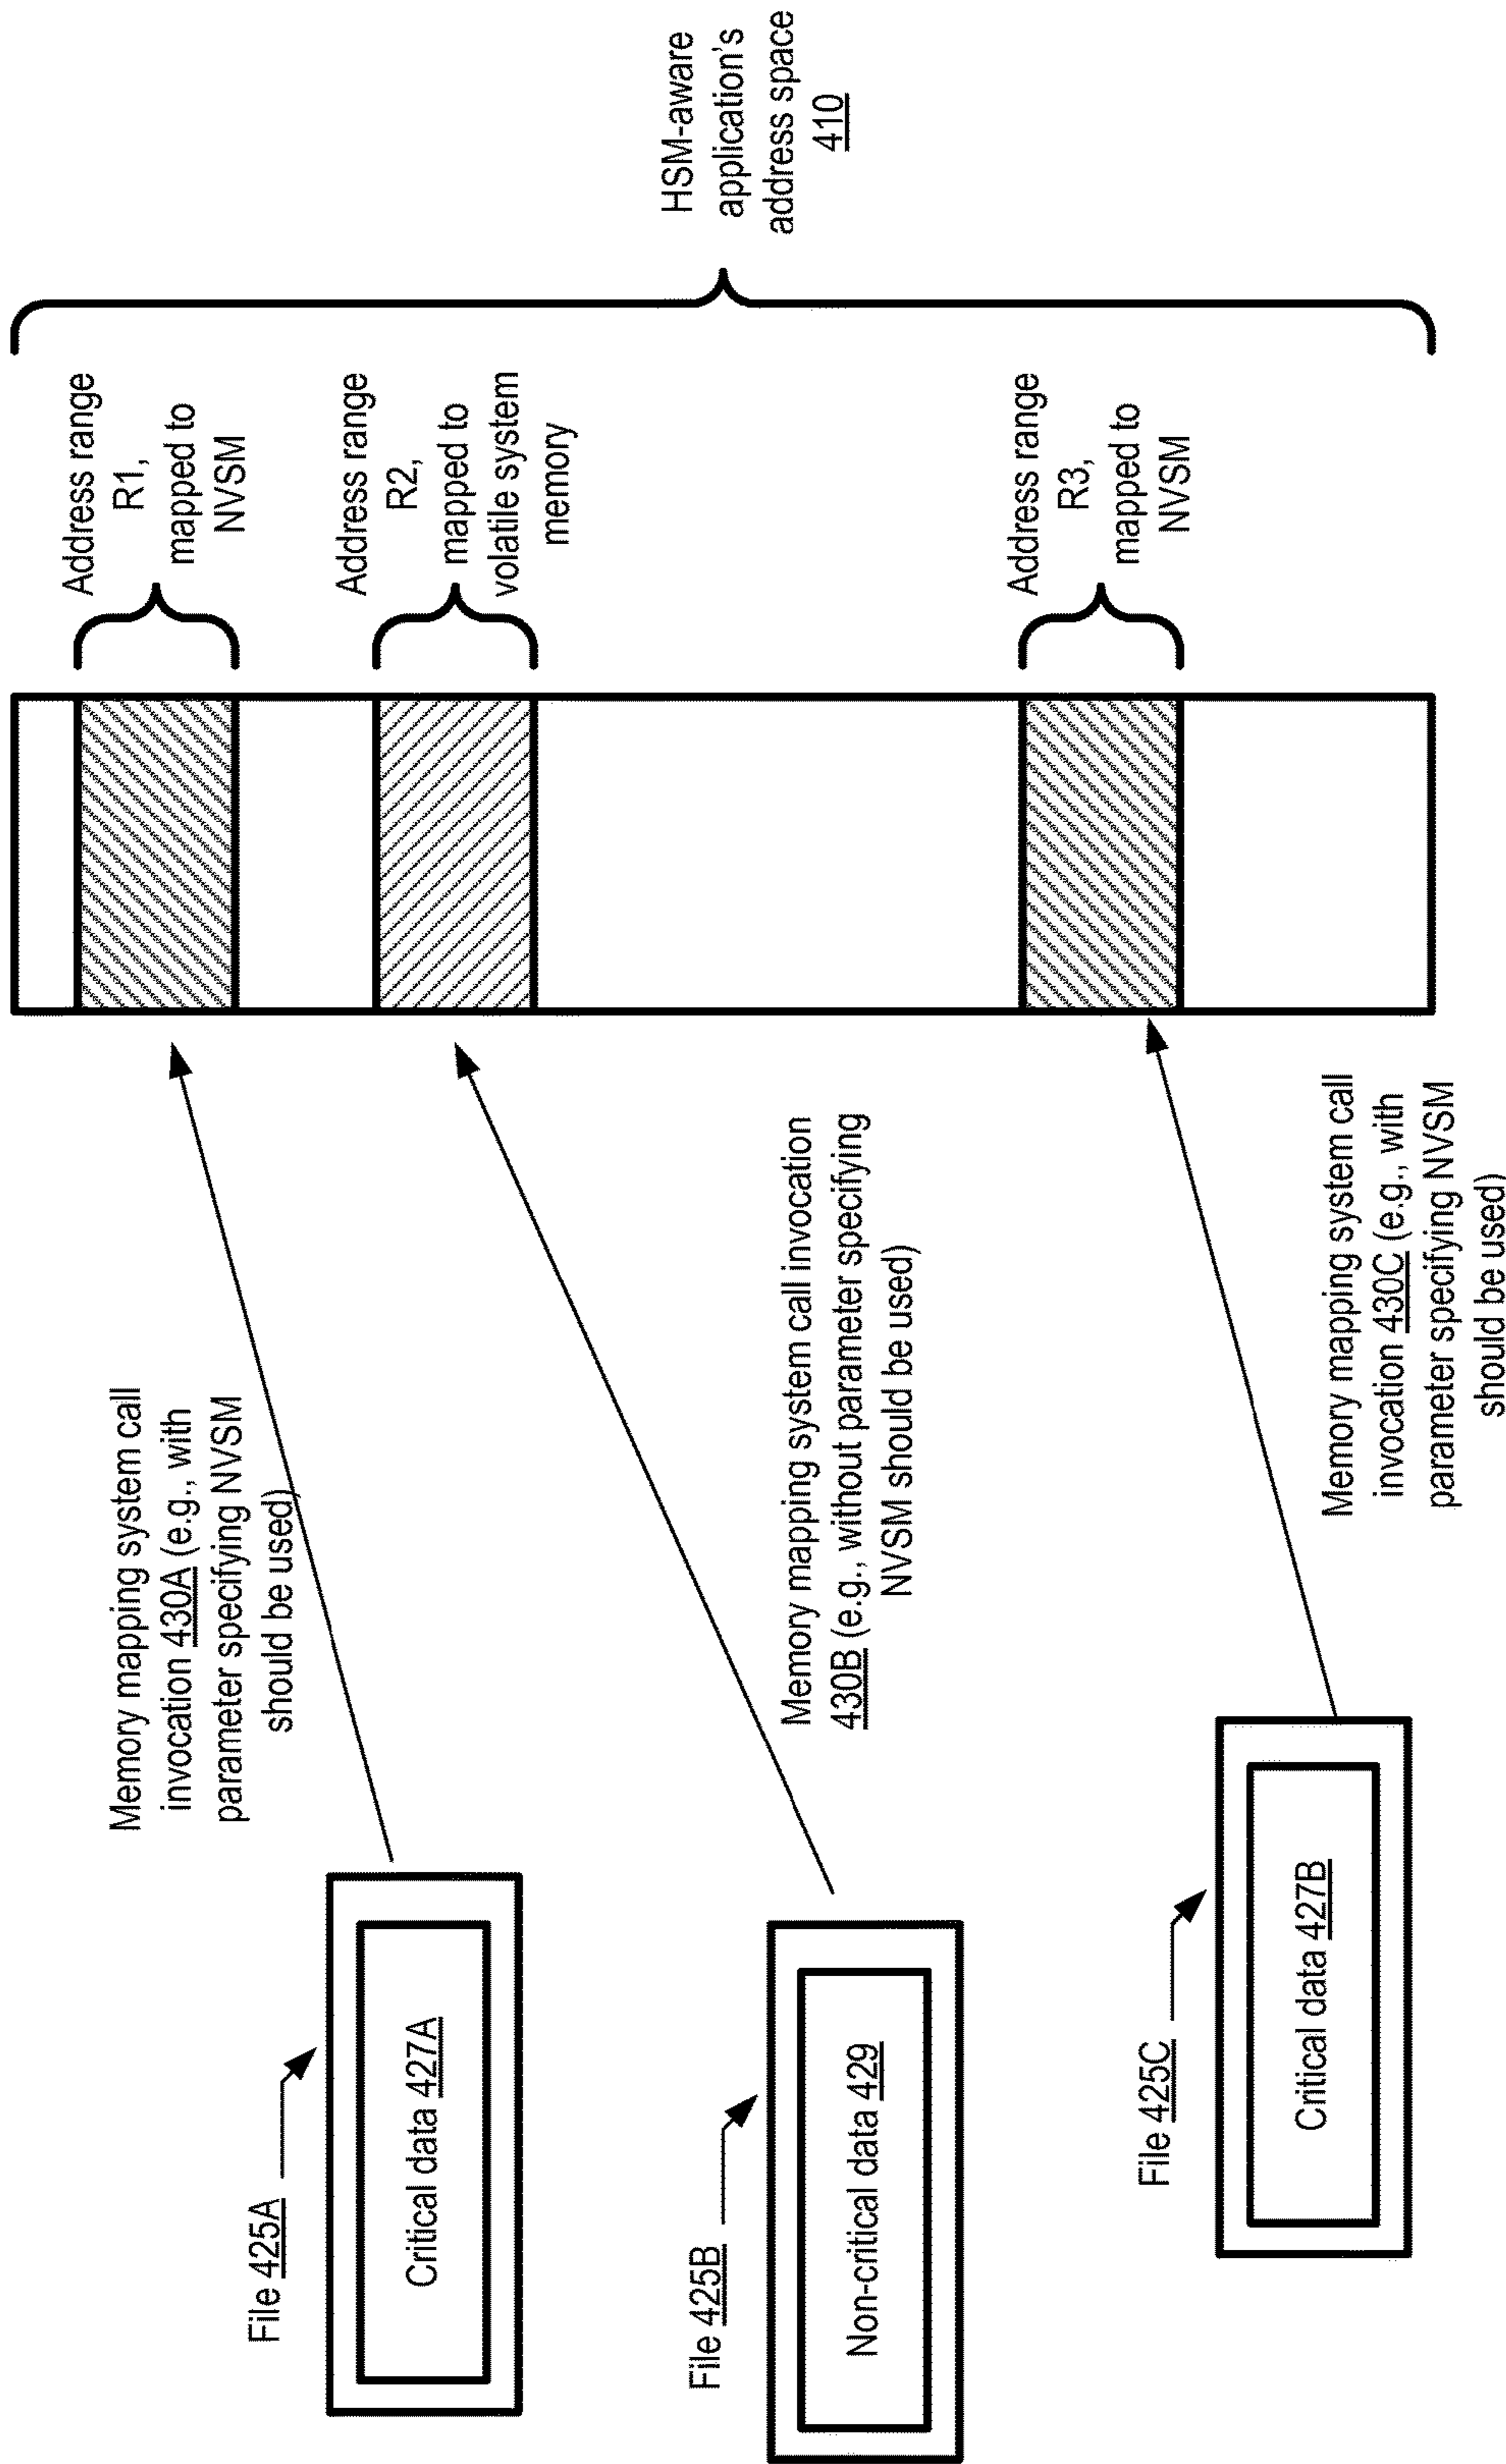 File 425A
Critical data 427A
Memory mapping system call
invocation 430A (e.g., with
parameter specifying NVSM
should be used)
Address range
R1,
mapped to
NVSM
File 425B
Non-critical data 429
Memory mapping system call invocation
430B (e.g., without parameter specifying
NVSM should be used)
Address range
R2,
mapped to
volatile system
memory
File 425C
Critical data 427B
Memory mapping system call
invocation 430C (e.g., with
parameter specifying NVSM
should be used)
Address range
R3,
mapped to
NVSM
HSM-aware
application's
address space
410